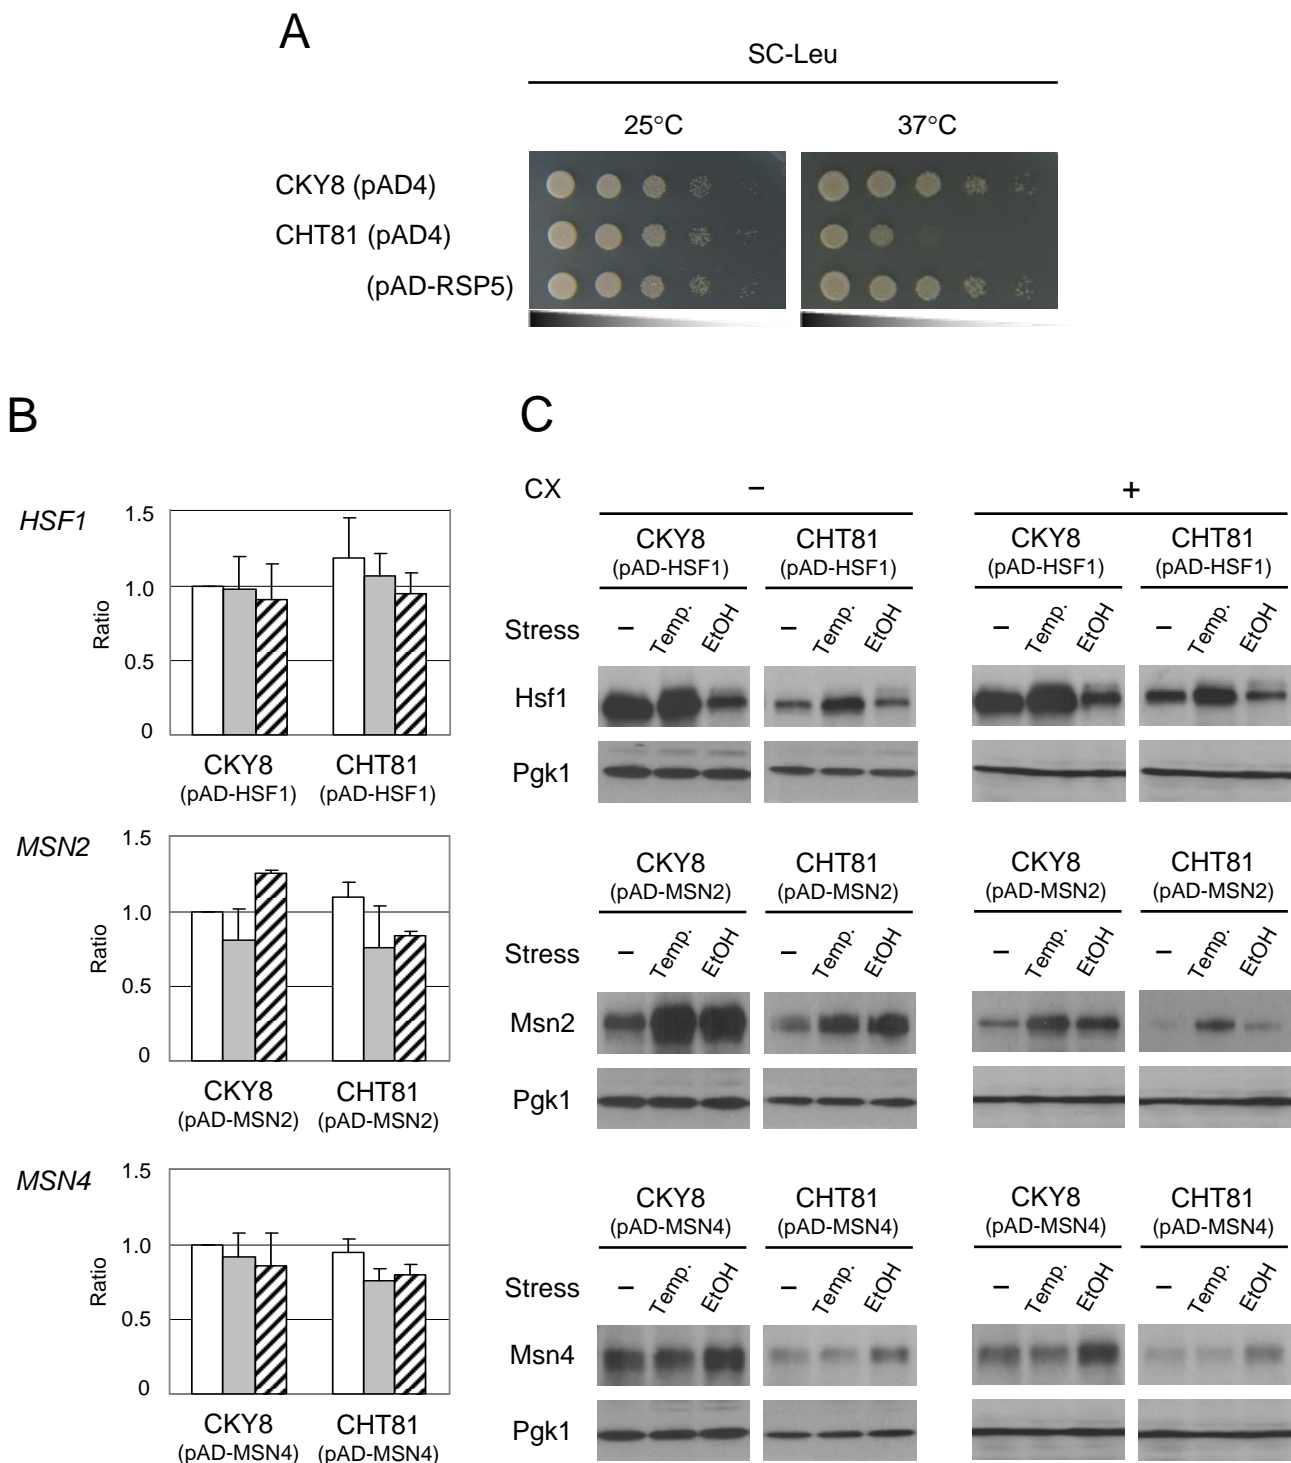 A
SC-Leu
25°C 37°C
CKY8 (pAD4)
CHT81 (pAD4)
(pAD-RSP5)
B
HSF1
1.5
1.0
0.5
0
Ratio
CKY8 CHT81
(pAD-HSF1) (pAD-HSF1)
MSN2
1.5
1.0
0.5
0
Ratio
CKY8 CHT81
(pAD-MSN2) (pAD-MSN2)
MSN4
1.5
1.0
0.5
0
Ratio
CKY8 CHT81
(pAD-MSN4) (pAD-MSN4)
C
CX − +
CKY8 CHT81 CKY8 CHT81
(pAD-HSF1) (pAD-HSF1) (pAD-HSF1) (pAD-HSF1)
Stress − Temp. EtOH − Temp. EtOH − Temp. EtOH − Temp. EtOH
Hsf1
Pgk1
CKY8 CHT81 CKY8 CHT81
(pAD-MSN2) (pAD-MSN2) (pAD-MSN2) (pAD-MSN2)
Stress − Temp. EtOH − Temp. EtOH − Temp. EtOH − Temp. EtOH
Msn2
Pgk1
CKY8 CHT81 CKY8 CHT81
(pAD-MSN4) (pAD-MSN4) (pAD-MSN4) (pAD-MSN4)
Stress − Temp. EtOH − Temp. EtOH − Temp. EtOH − Temp. EtOH
Msn4
Pgk1